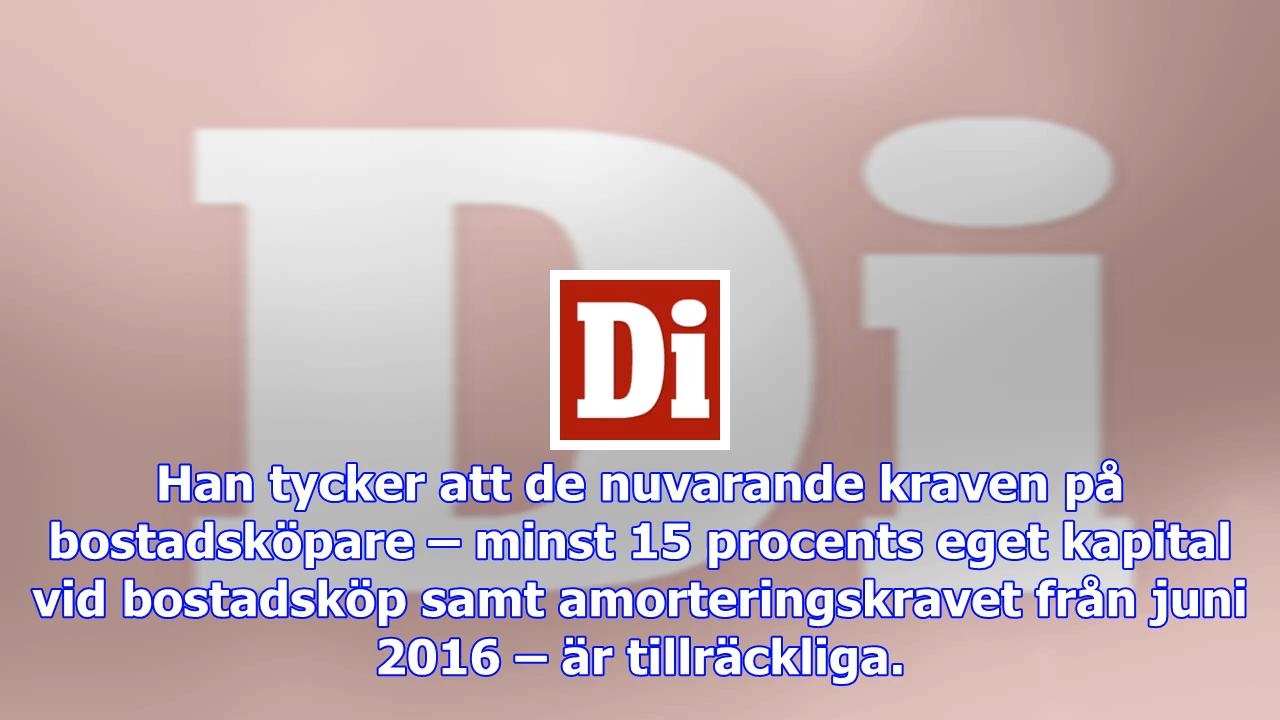 Di
Di
Han tycker att de nuvarande kraven på
bostadsköpare – minst 15 procents eget kapital
vid bostadsköp samt amorteringskravet från juni
2016 – är tillräckliga.